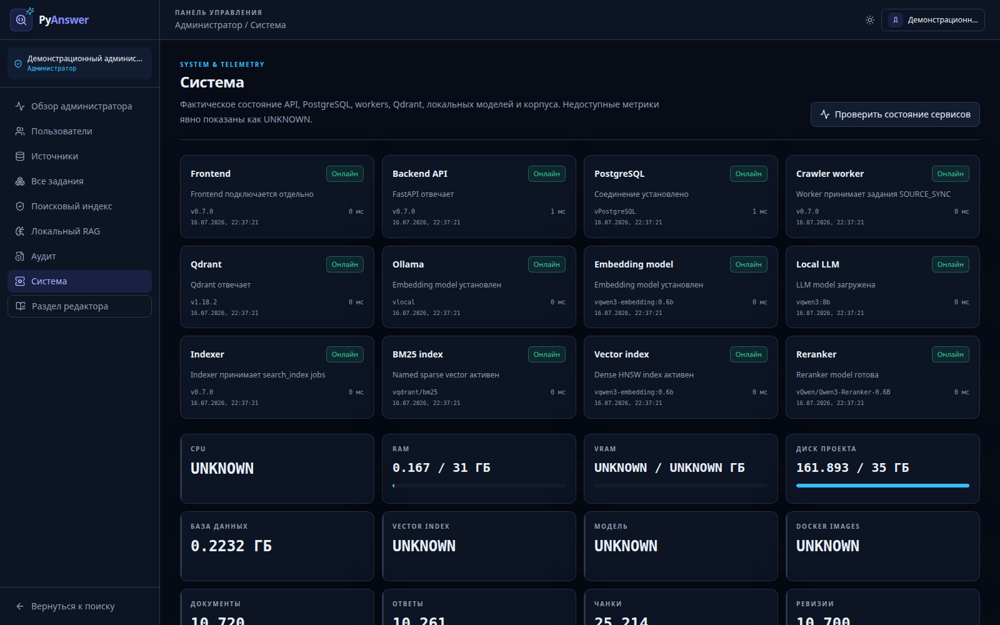 PyAnswer
Демонстрационный админис...
Администратор
Обзор администратора
Пользователи
Источники
Все задания
Поисковый индекс
Локальный RAG
Аудит
Система
Раздел редактора
Вернуться к поиску
ПАНЕЛЬ УПРАВЛЕНИЯ
Администратор / Система
Д Демонстрационн...
SYSTEM & TELEMETRY
Система
Фактическое состояние API, PostgreSQL, workers, Qdrant, локальных моделей и корпуса. Недоступные метрики
явно показаны как UNKNOWN.
Проверить состояние сервисов
Frontend Онлайн
Frontend подключается отдельно
v0.7.0 0 мс
16.07.2026, 22:37:21
Backend API Онлайн
FastAPI отвечает
v0.7.0 1 мс
16.07.2026, 22:37:21
PostgreSQL Онлайн
Соединение установлено
vPostgreSQL 1 мс
16.07.2026, 22:37:21
Crawler worker Онлайн
Worker принимает задания SOURCE_SYNC
v0.7.0 0 мс
16.07.2026, 22:37:21
Qdrant Онлайн
Qdrant отвечает
v1.18.2 0 мс
16.07.2026, 22:37:21
Ollama Онлайн
Embedding model установлен
vlocal 0 мс
16.07.2026, 22:37:21
Embedding model Онлайн
Embedding model установлен
vqwen3-embedding:0.6b 0 мс
16.07.2026, 22:37:21
Local LLM Онлайн
LLM model загружена
vqwen3:8b 0 мс
16.07.2026, 22:37:21
Indexer Онлайн
Indexer принимает search_index jobs
v0.7.0 0 мс
16.07.2026, 22:37:21
BM25 index Онлайн
Named sparse vector активен
vqdrant/bm25 0 мс
16.07.2026, 22:37:21
Vector index Онлайн
Dense HNSW index активен
vqwen3-embedding:0.6b 0 мс
16.07.2026, 22:37:21
Reranker Онлайн
Reranker model готова
vQwen/Qwen3-Reranker-0.6B 0 мс
16.07.2026, 22:37:21
CPU
UNKNOWN
RAM
0.167 / 31 ГБ
VRAM
UNKNOWN / UNKNOWN ГБ
ДИСК ПРОЕКТА
161.893 / 35 ГБ
БАЗА ДАННЫХ
0.2232 ГБ
VECTOR INDEX
UNKNOWN
МОДЕЛЬ
UNKNOWN
DOCKER IMAGES
UNKNOWN
ДОКУМЕНТЫ
10 720
ОТВЕТЫ
10 261
ЧАНКИ
25 214
РЕВИЗИИ
10 700